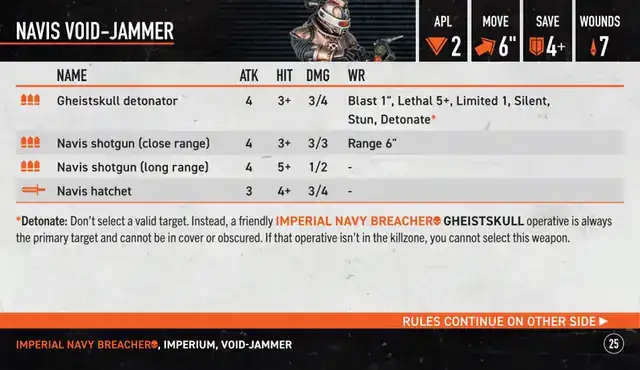 NAVIS VOID-JAMMER
APL 2
MOVE 6"
SAVE 4+
WOUNDS 7
NAME ATK HIT DMG WR
Gheistskull detonator 4 3+ 3/4 Blast 1", Lethal 5+, Limited 1, Silent,
Stun, Detonate*
Navis shotgun (close range) 4 3+ 3/3 Range 6"
Navis shotgun (long range) 4 5+ 1/2 -
Navis hatchet 3 4+ 3/4 -
*Detonate: Don't select a valid target. Instead, a friendly IMPERIAL NAVY BREACHER GHEISTSKULL operative is always
the primary target and cannot be in cover or obscured. If that operative isn't in the killzone, you cannot select this weapon.
RULES CONTINUE ON OTHER SIDE ▶
IMPERIAL NAVY BREACHER, IMPERIUM, VOID-JAMMER
25